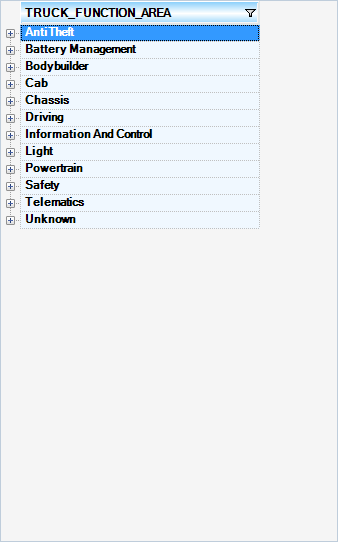 TRUCK_FUNCTION_AREA
Anti Theft
Battery Management
Bodybuilder
Cab
Chassis
Driving
Information And Control
Light
Powertrain
Safety
Telematics
Unknown